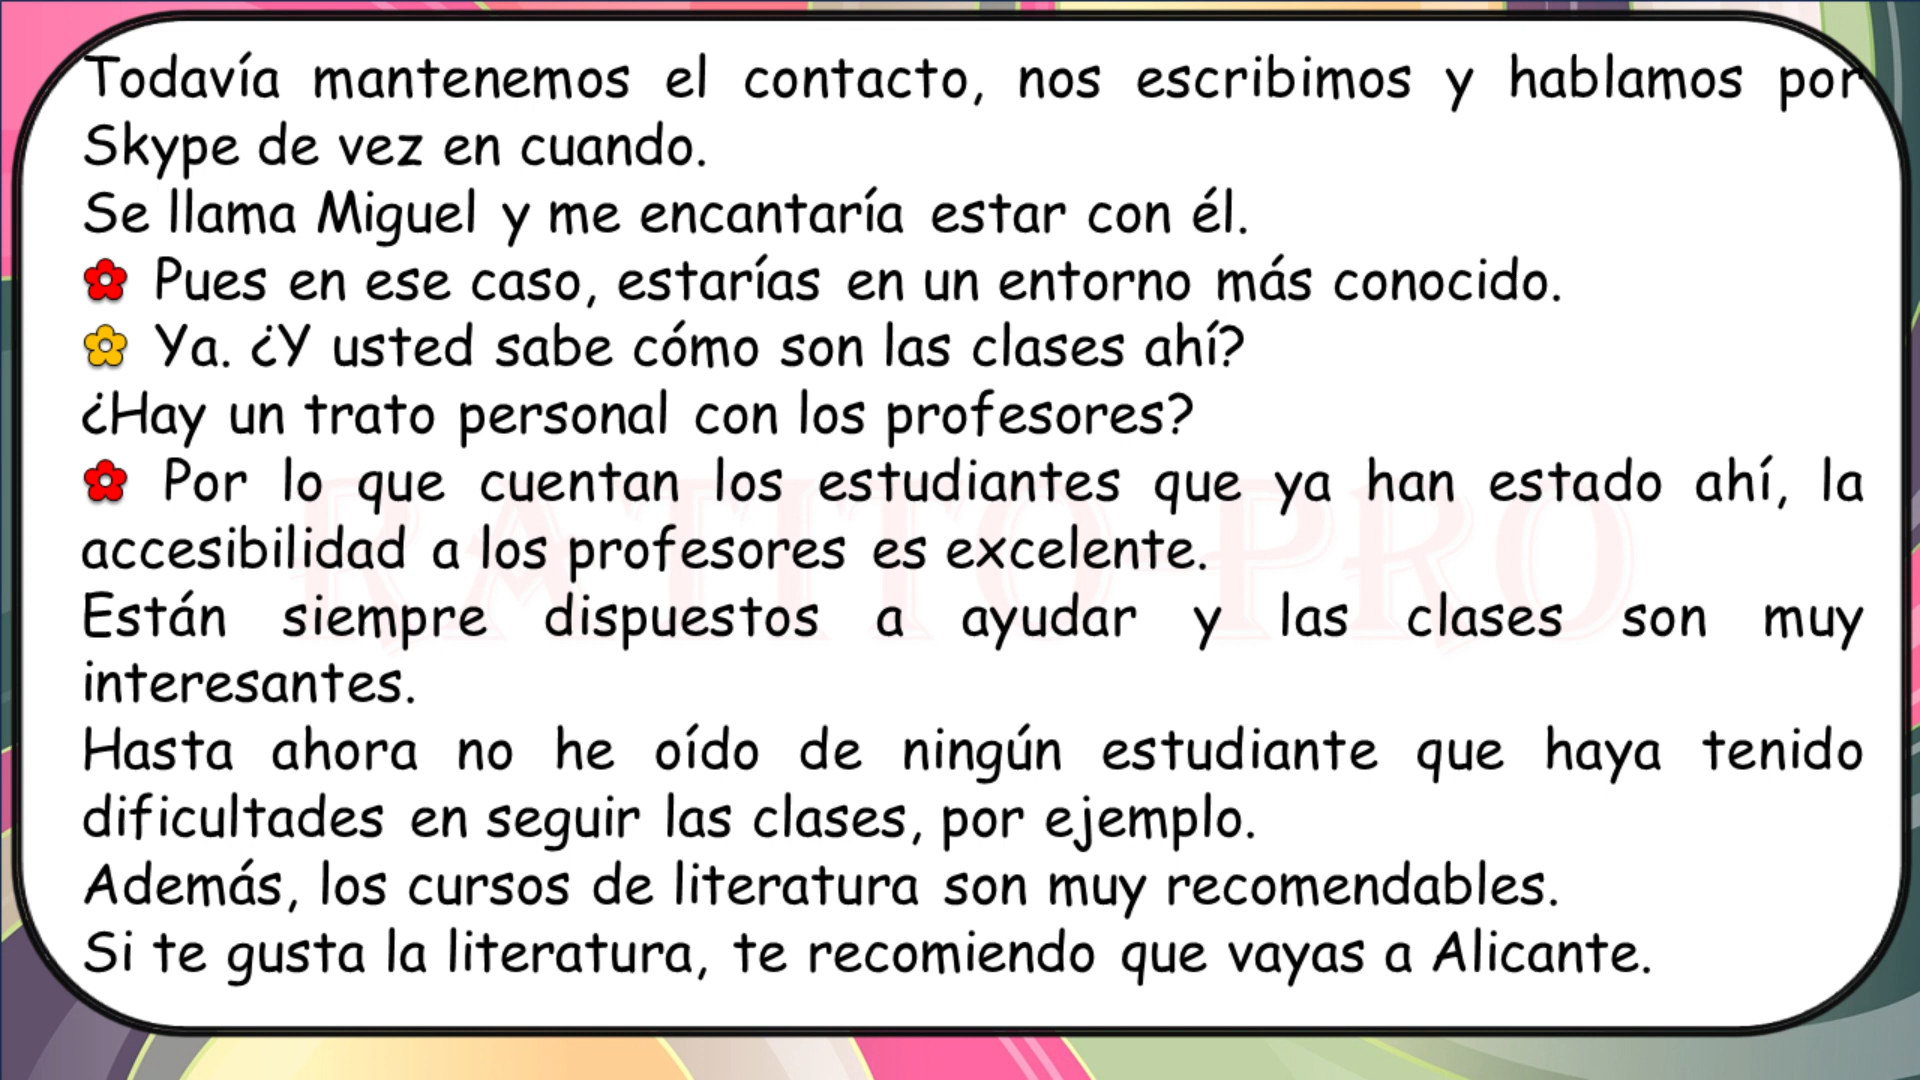 Todavía mantenemos el contacto, nos escribimos y hablamos por
Skype de vez en cuando.
Se llama Miguel y me encantaría estar con él.
Pues en ese caso, estarías en un entorno más conocido.
Ya. ¿Y usted sabe cómo son las clases ahí?
¿Hay un trato personal con los profesores?
Por lo que cuentan los estudiantes que ya han estado ahí, la
accesibilidad a los profesores es excelente.
RATITO PRO
Están siempre dispuestos a ayudar y las clases son muy
interesantes.
Hasta ahora no he oído de ningún estudiante que haya tenido
dificultades en seguir las clases, por ejemplo.
Además, los cursos de literatura son muy recomendables.
Si te gusta la literatura, te recomiendo que vayas a Alicante.